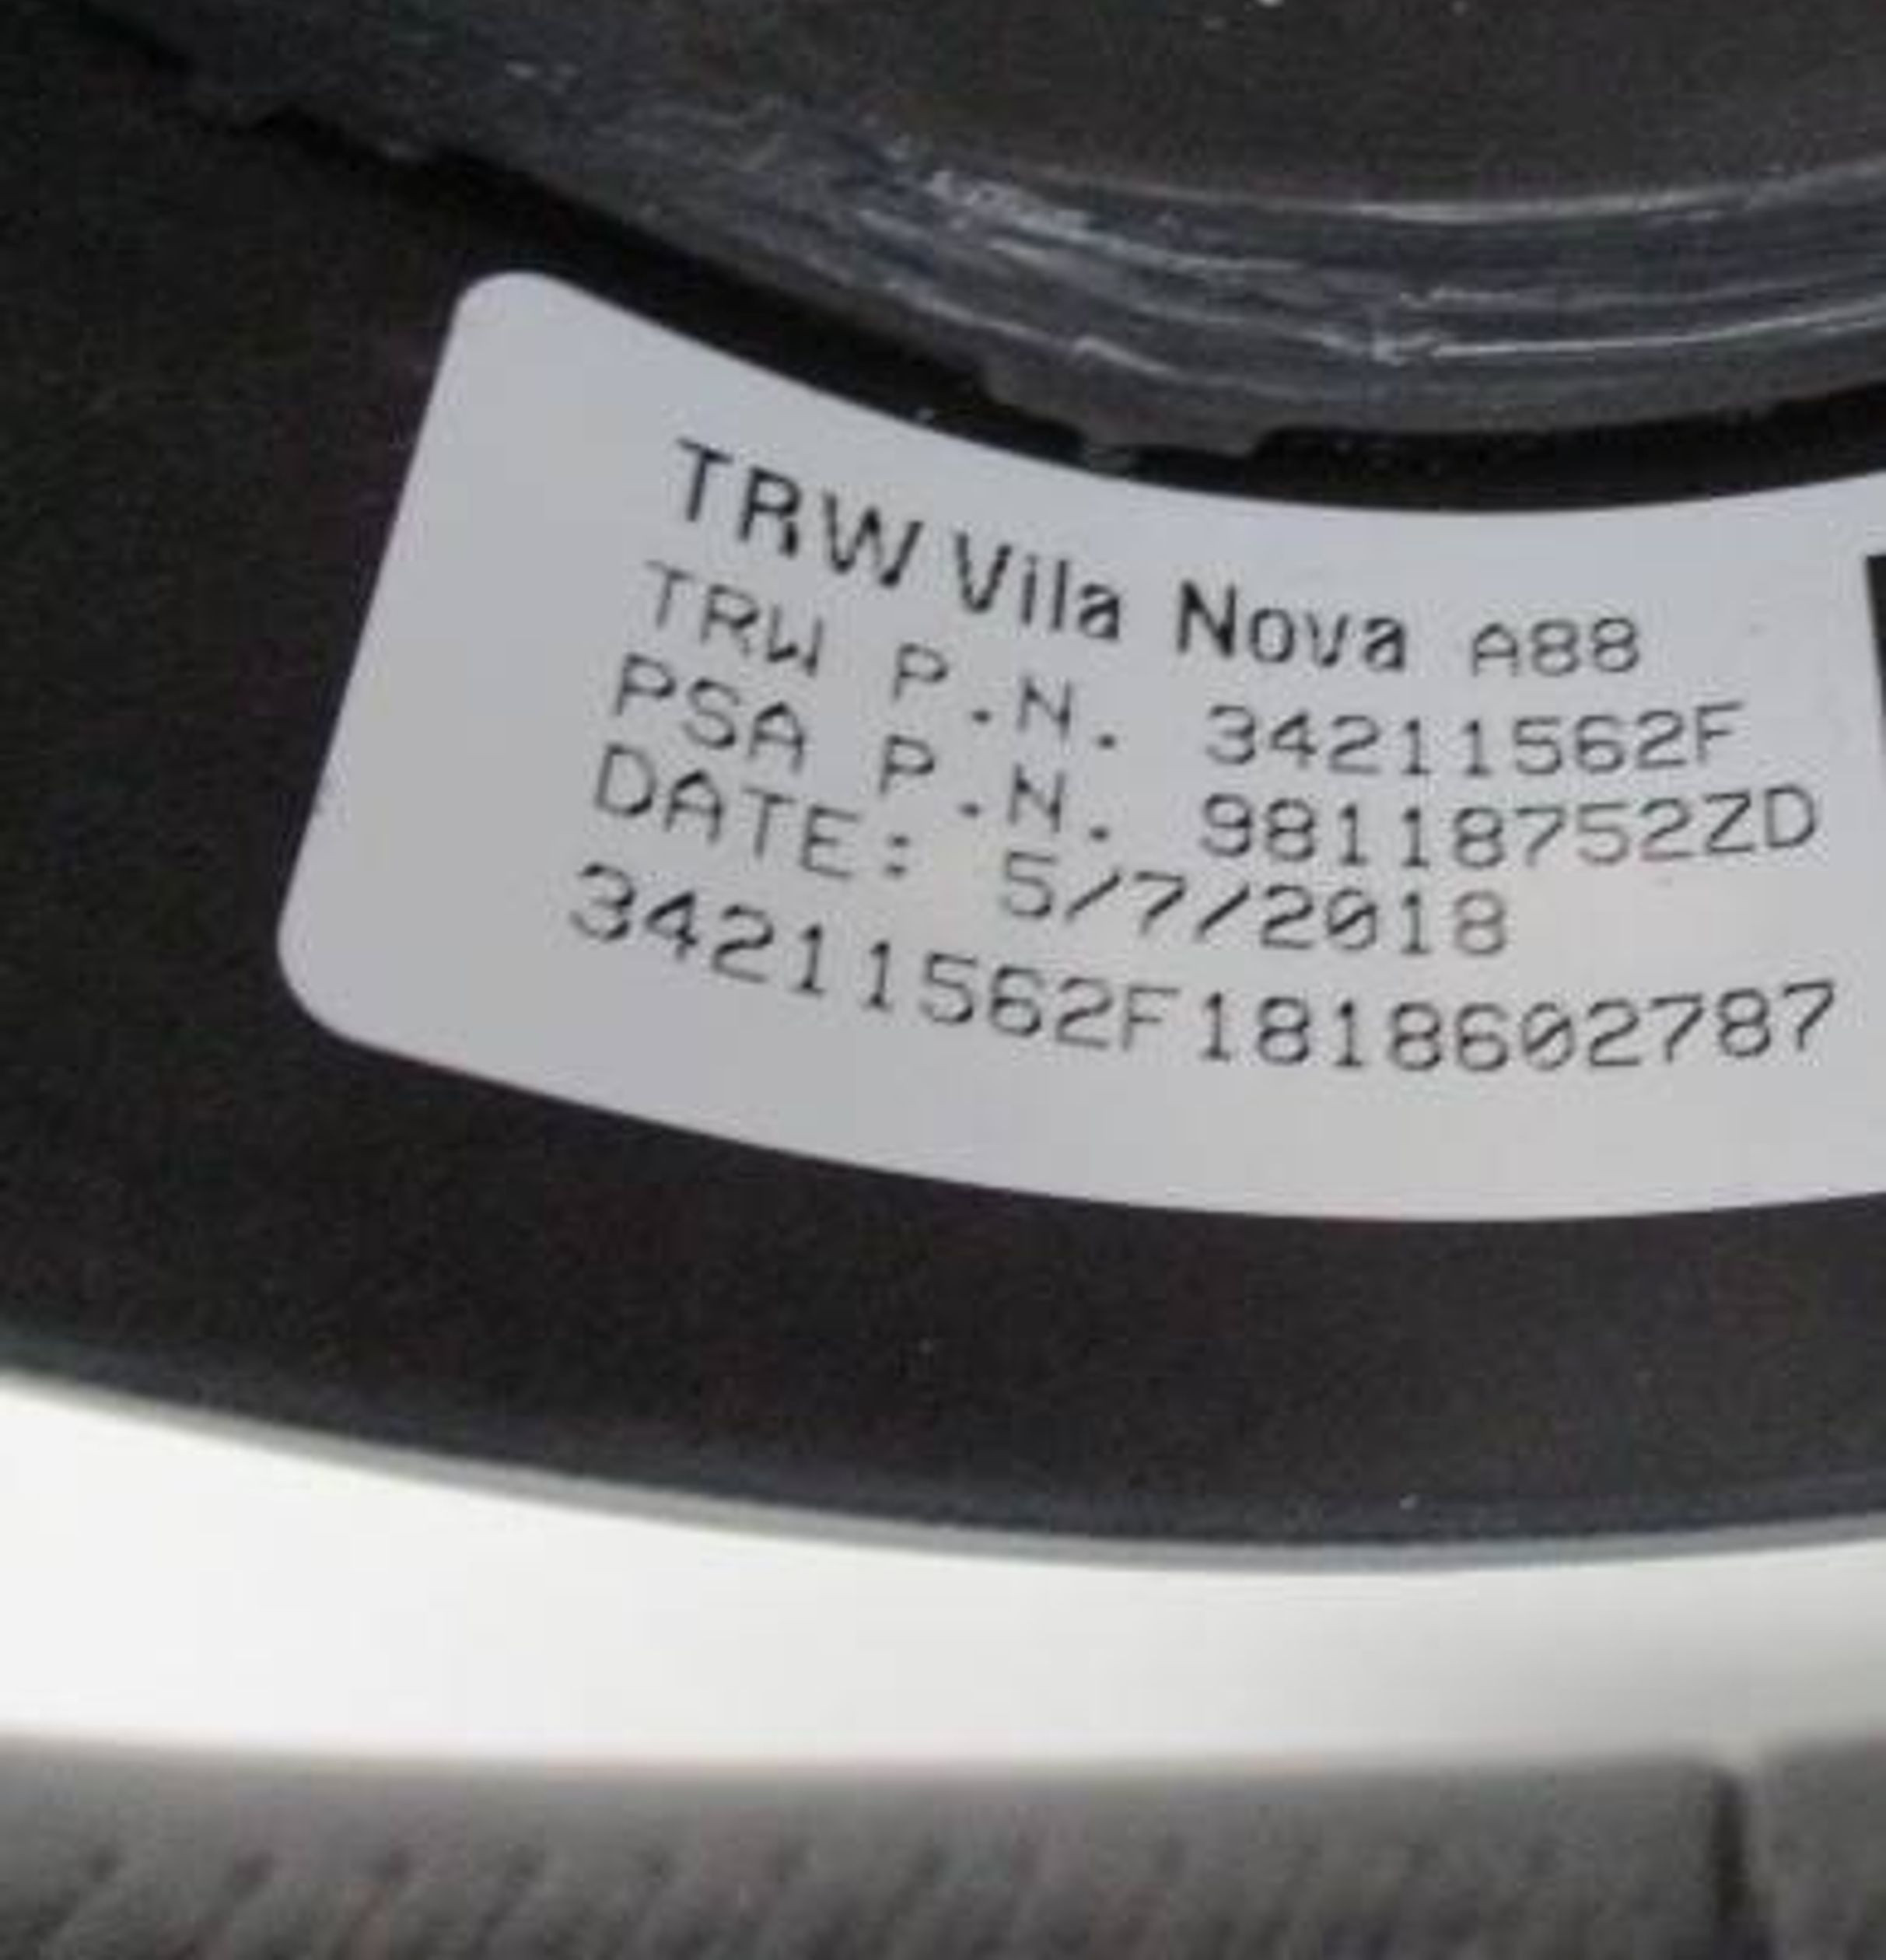 TRW Vila Nova A88
TRW P.N. 34211562F
PSA P.N. 98118752ZD
DATE: 5/7/2018
34211562F1818602787